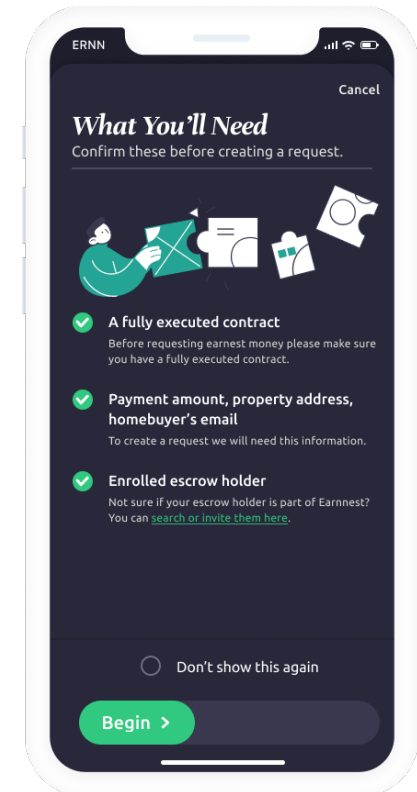 ERNN
Cancel
What You'll Need
Confirm these before creating a request.
A fully executed contract
Before requesting earnest money please make sure
you have a fully executed contract.
Payment amount, property address,
homebuyer's email
To create a request we will need this information.
Enrolled escrow holder
Not sure if your escrow holder is part of Earnnest?
You can search or invite them here.
Don't show this again
Begin >